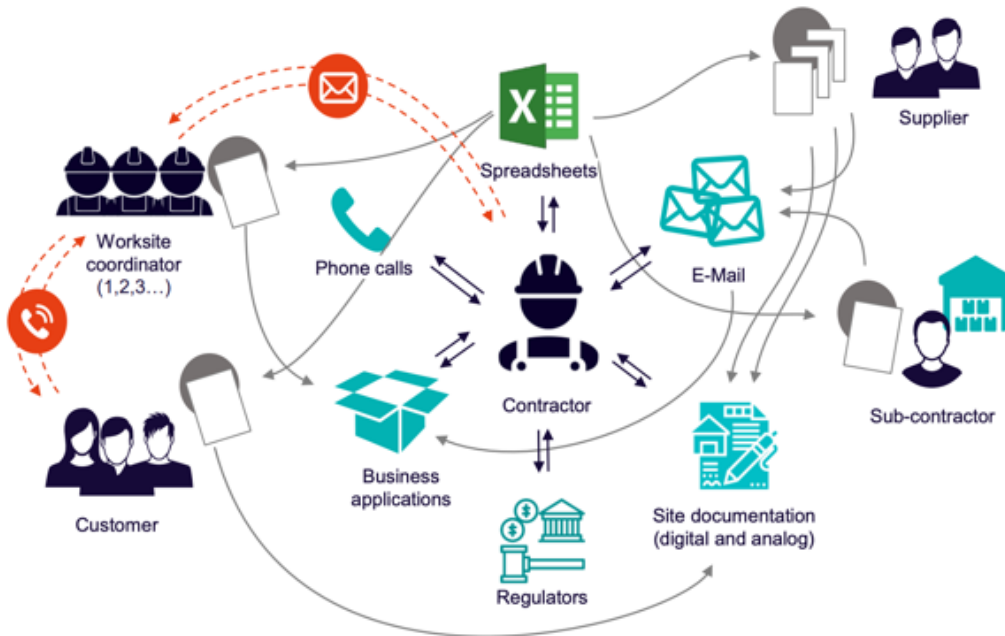 X
Supplier
Spreadsheets
Worksite
coordinator
(1,2,3...)
Phone calls
E-Mail
Contractor
Sub-contractor
Business
applications
Customer
$
$
Site documentation
(digital and analog)
Regulators